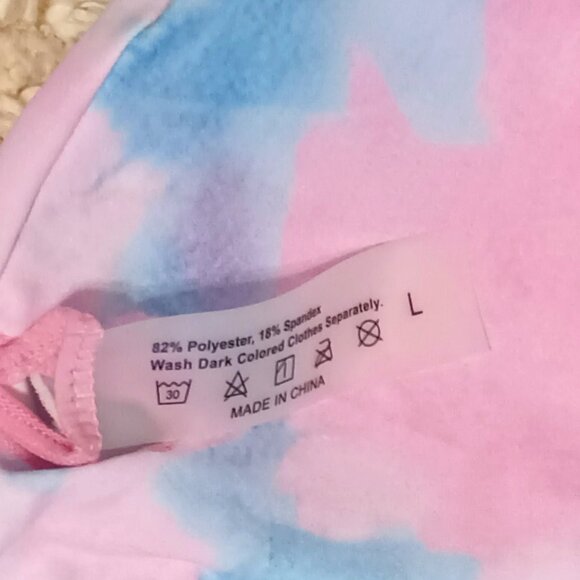 82% Polyester, 18% Spandex
Wash Dark Colored Clothes Separately.
L
30
MADE IN CHINA